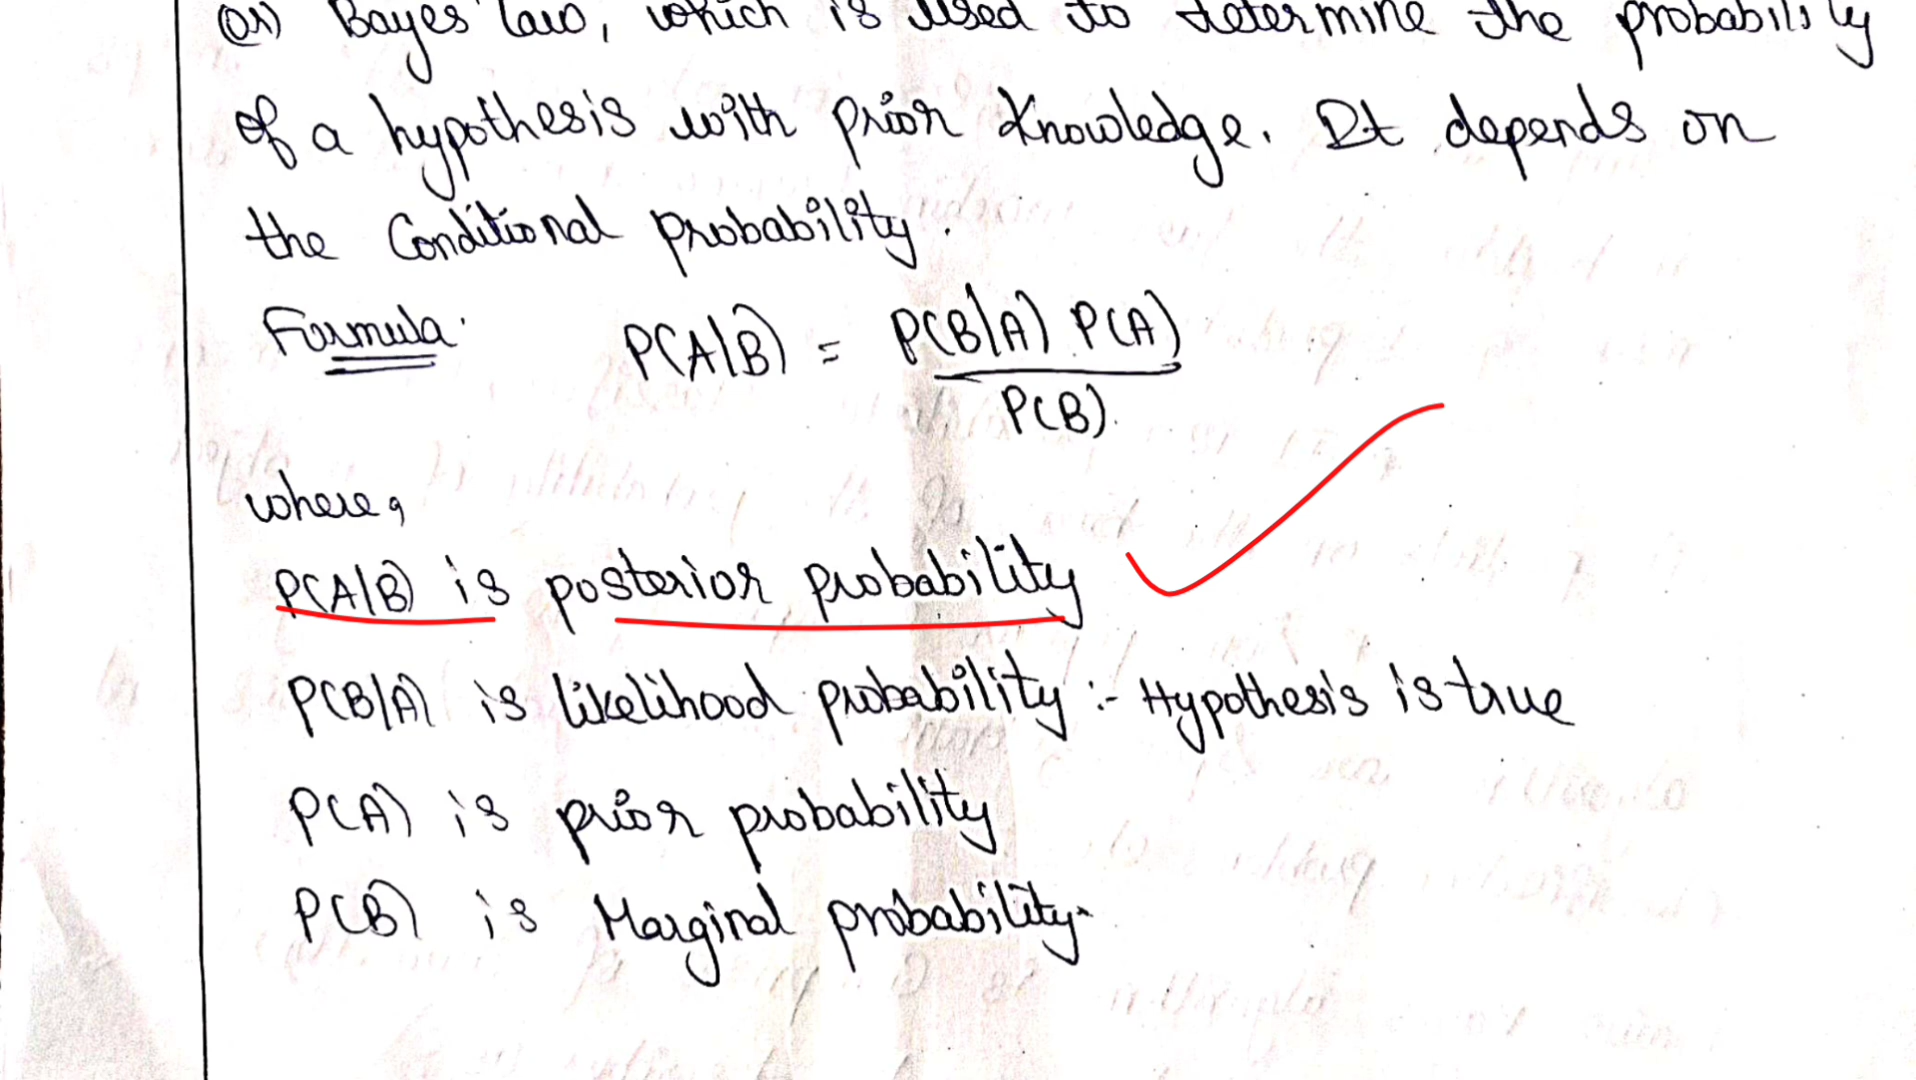 (or) Bayes' law, which is used to determine the probability
of a hypothesis with prior knowledge. It depends on
the Conditional probability.
Formula: P(A|B) = P(B|A) P(A)
P(B).
where,
P(A|B) is posterior probability
P(B|A) is likelihood probability :- Hypothesis is true
P(A) is prior probability
P(B) is Marginal probability.